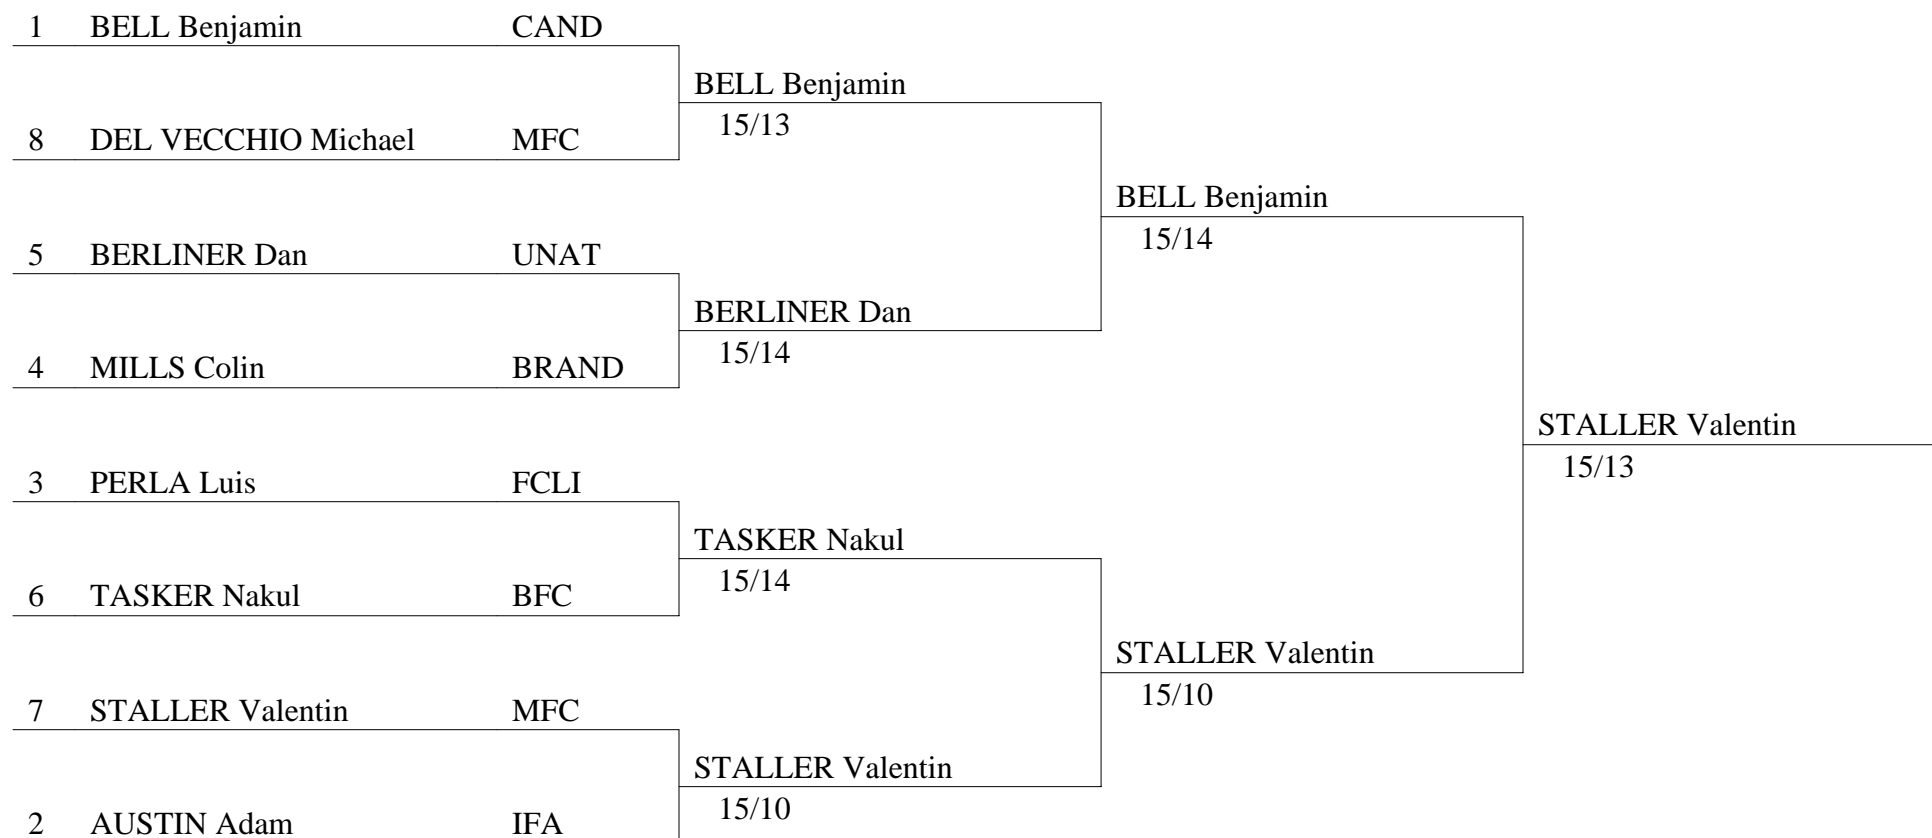 1 BELL Benjamin CAND
BELL Benjamin
15/13
8 DEL VECCHIO Michael MFC
BELL Benjamin
15/14
5 BERLINER Dan UNAT
BERLINER Dan
15/14
4 MILLS Colin BRAND
STALLER Valentin
15/13
3 PERLA Luis FCLI
TASKER Nakul
15/14
6 TASKER Nakul BFC
STALLER Valentin
15/10
7 STALLER Valentin MFC
STALLER Valentin
15/10
2 AUSTIN Adam IFA